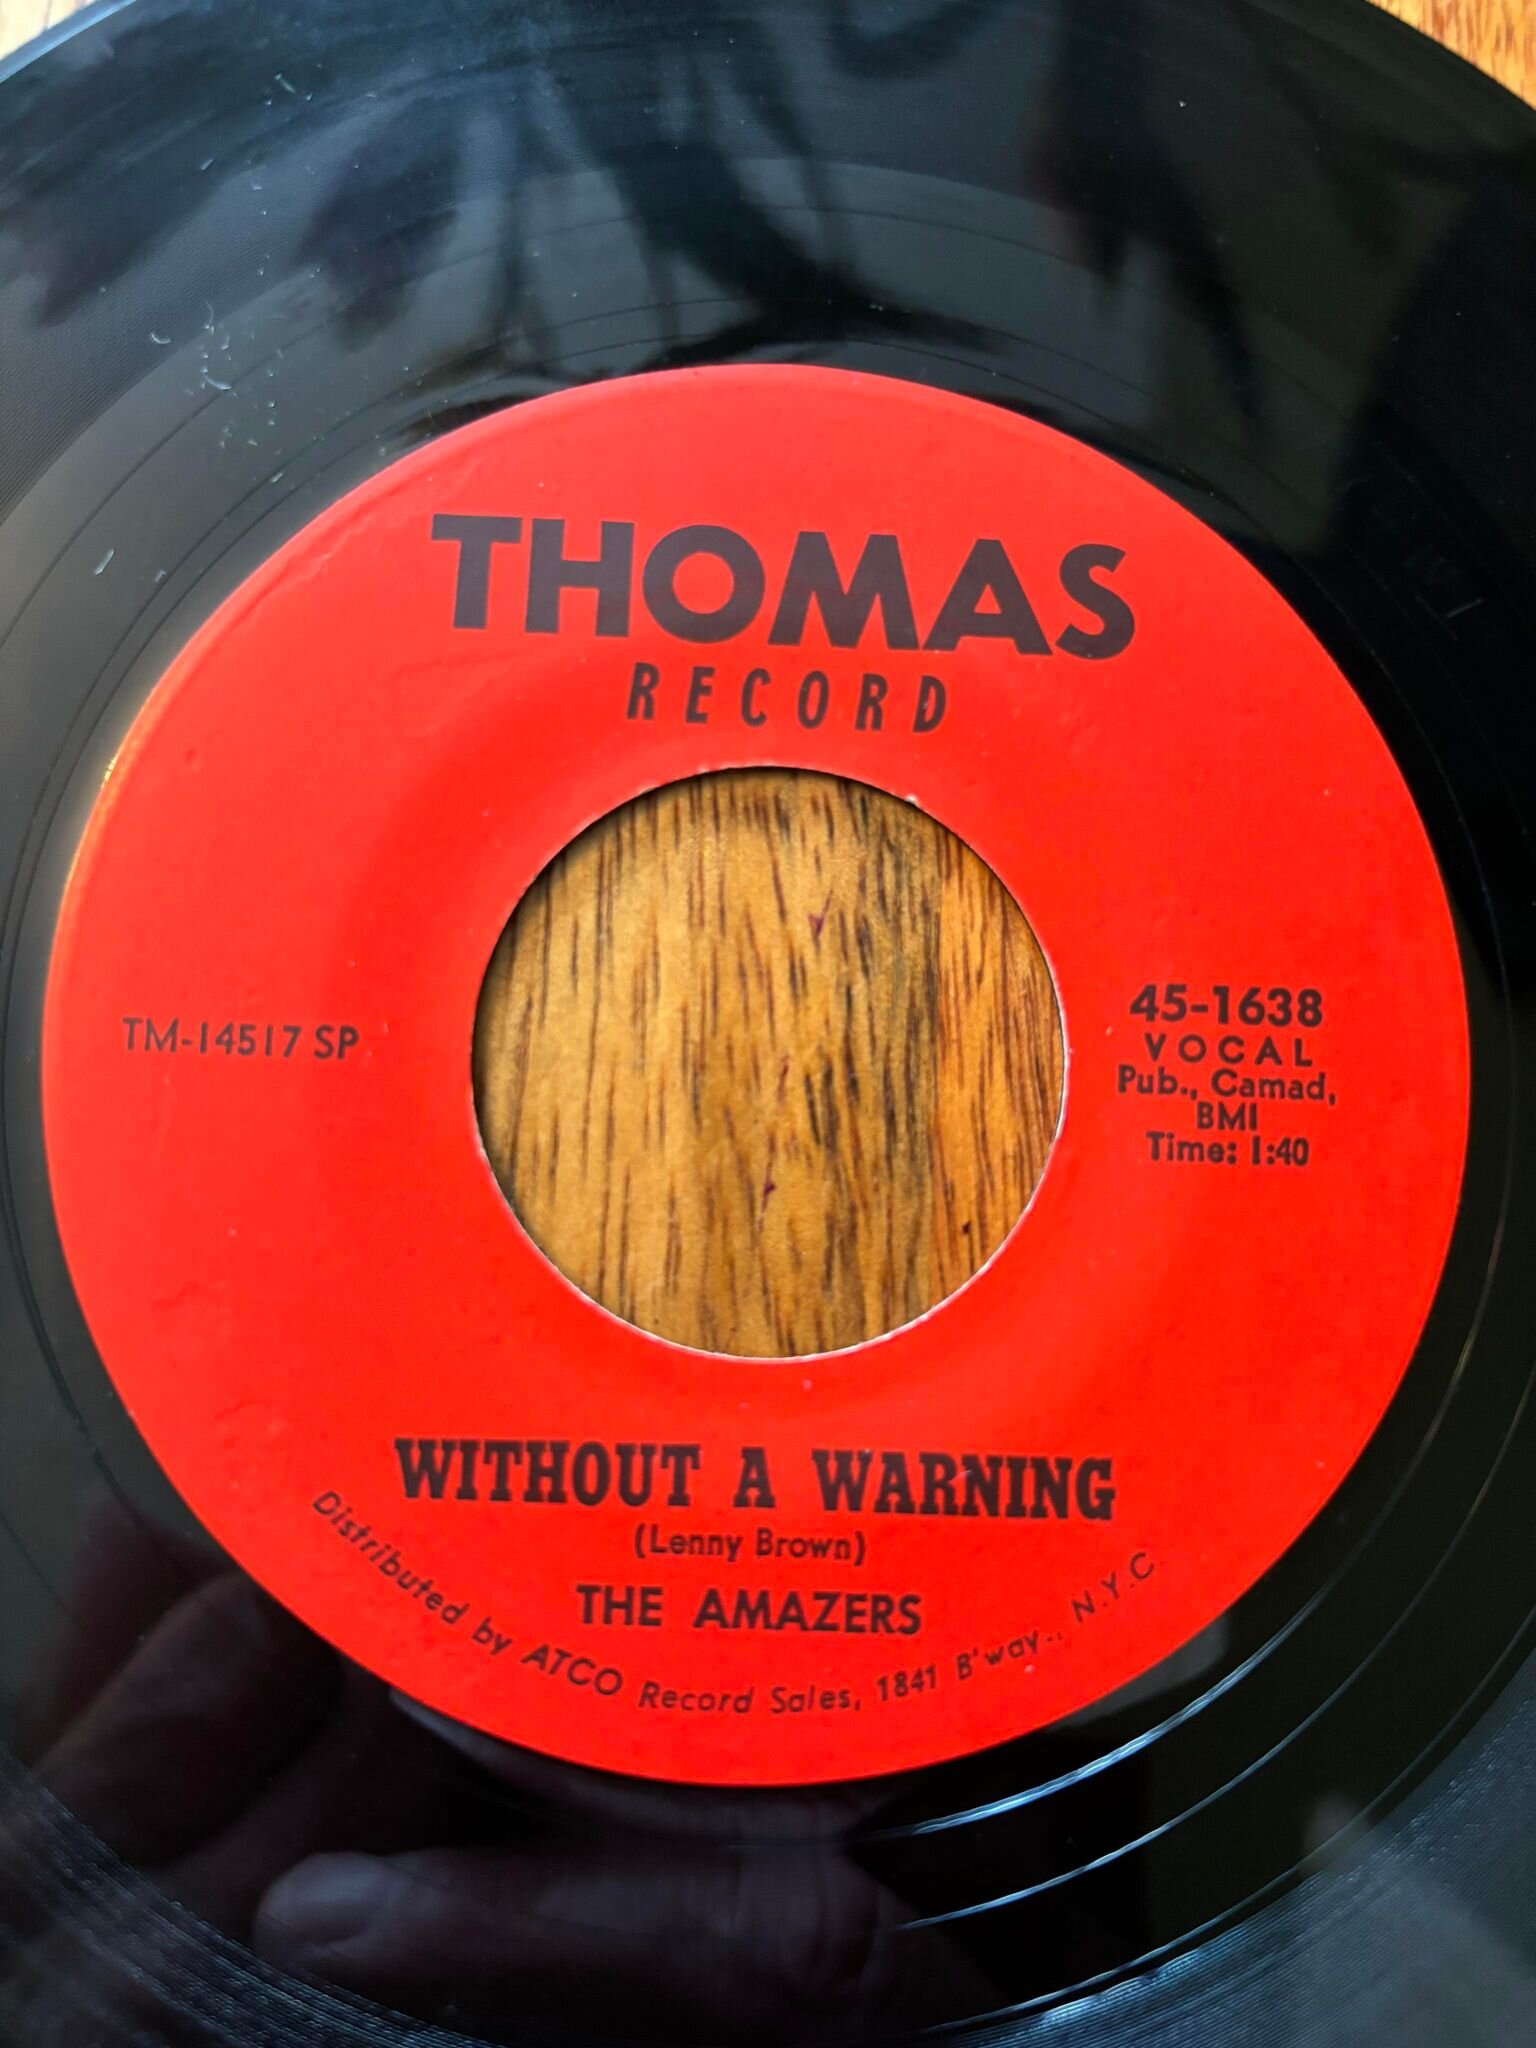 THOMAS
RECORD
TM-14517 SP
45-1638
VOCAL
Pub., Camad,
BMI
Time: 1:40
WITHOUT A WARNING
(Lenny Brown)
THE AMAZERS
Distributed by ATCO Record Sales, 1841 B'way., N.Y.C.